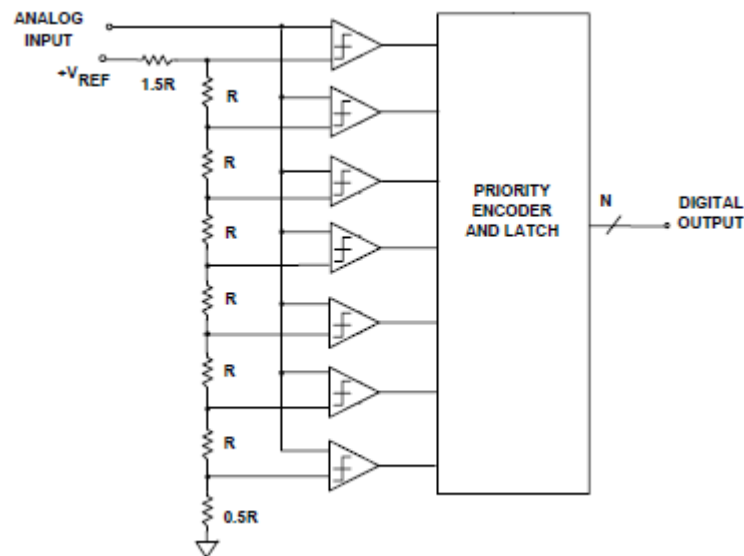 ANALOG
INPUT
+VREF
1.5R
R
R
R
R
R
R
0.5R
PRIORITY
ENCODER
AND LATCH
N
DIGITAL
OUTPUT